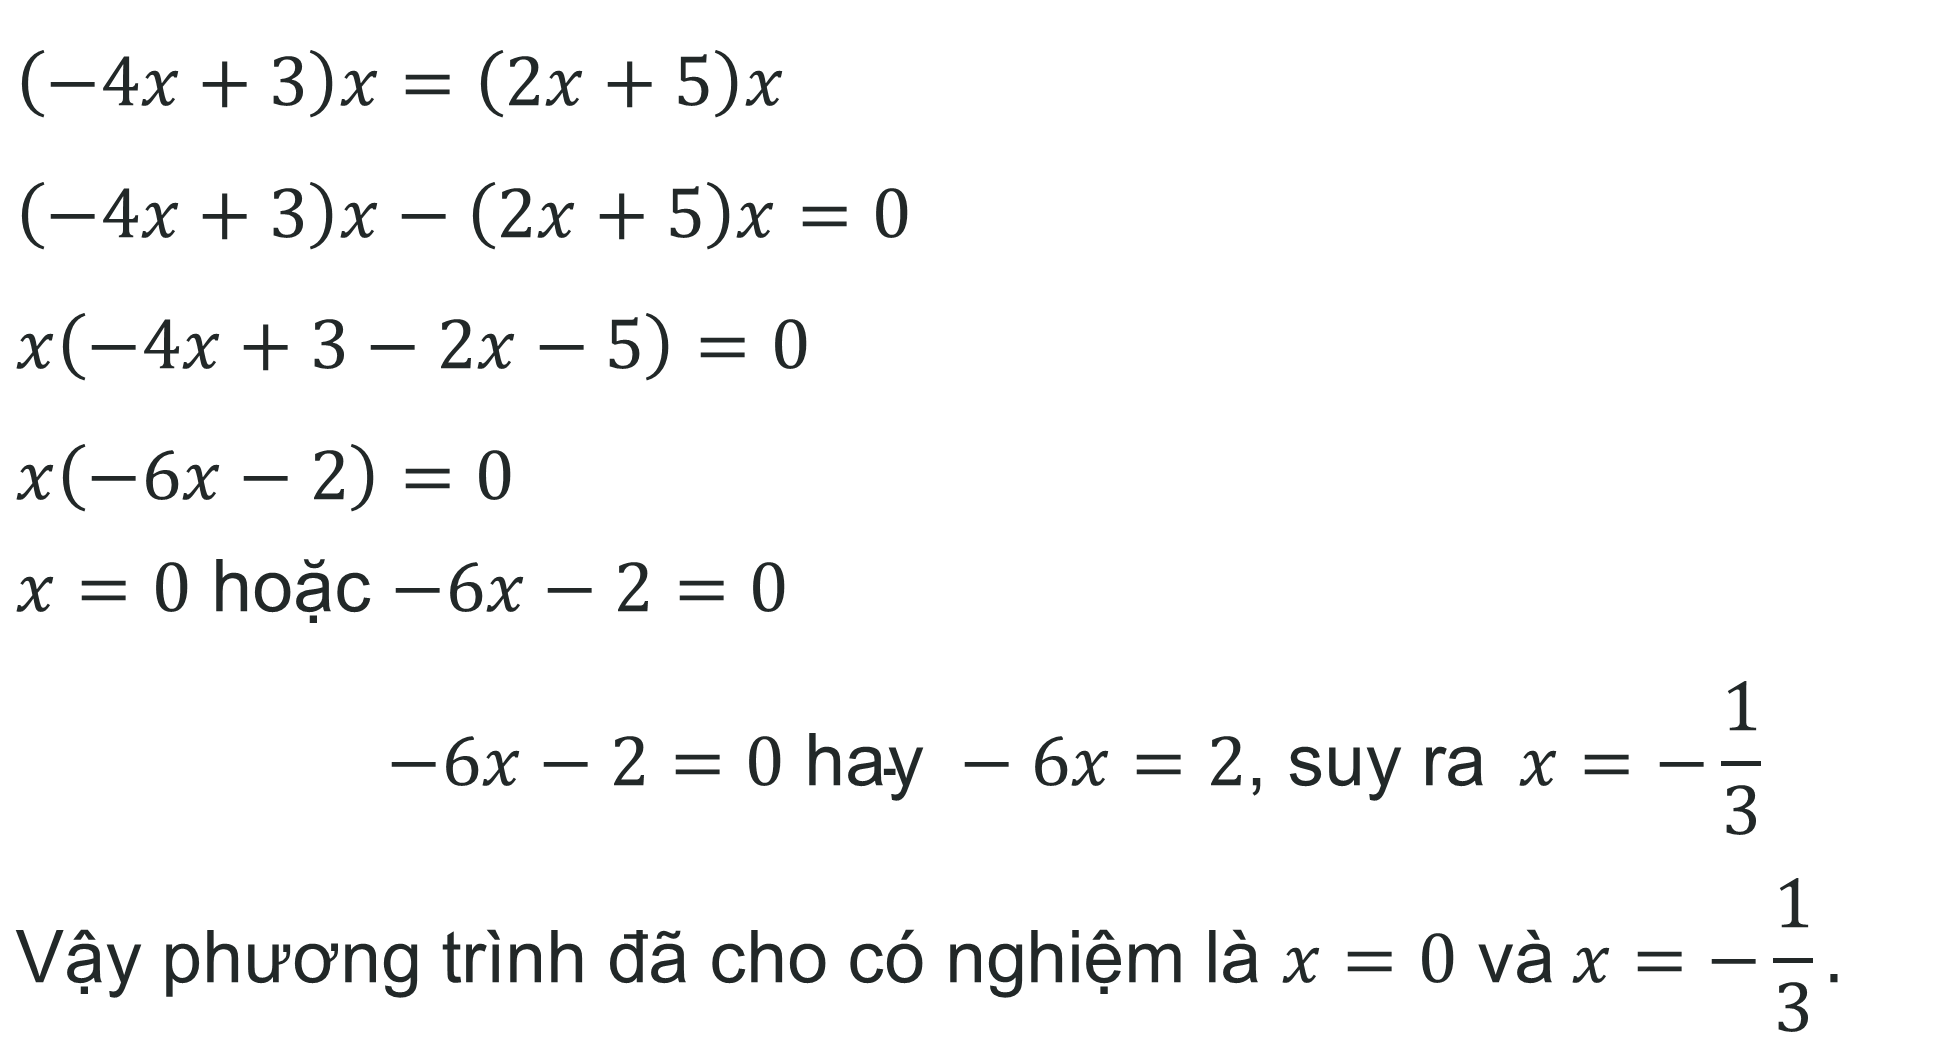 (−4x + 3)x = (2x + 5)x
(−4x + 3)x − (2x + 5)x = 0
x(−4x + 3 − 2x − 5) = 0
x(−6x − 2) = 0
x = 0 hoặc −6x − 2 = 0
−6x − 2 = 0 hay − 6x = 2, suy ra x = −1/3
Vậy phương trình đã cho có nghiệm là x = 0 và x = −1/3.